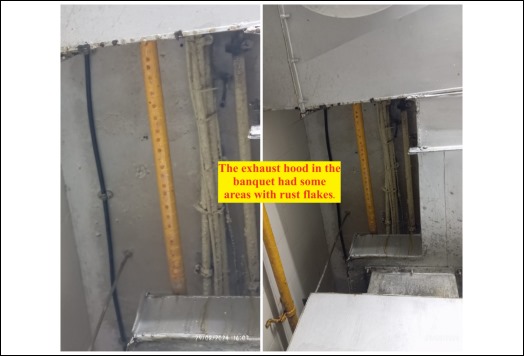 The exhaust hood in the
banquet had some
areas with rust flakes.